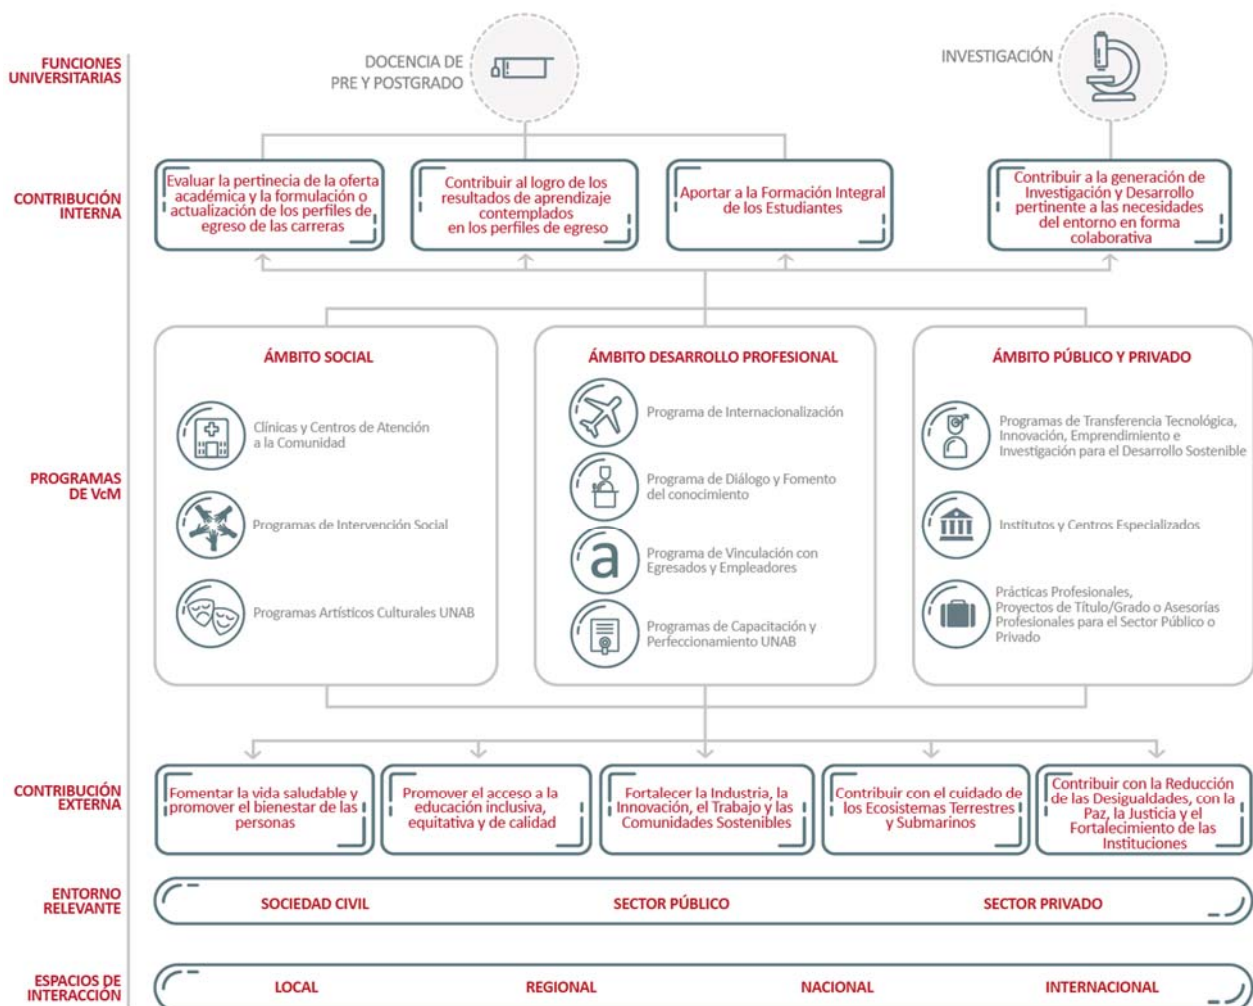 FUNCIONES
UNIVERSITARIAS
DOCENCIA DE
PRE Y POSTGRADO
INVESTIGACIÓN
CONTRIBUCIÓN
INTERNA
Evaluar la pertinecia de la oferta
académica y la formulación o
actualización de los perfiles de
egreso de las carreras
Contribuir al logro de los
resultados de aprendizaje
contemplados
en los perfiles de egreso
Aportar a la Formación Integral
de los Estudiantes
Contribuir a la generación de
Investigación y Desarrollo
pertinente a las necesidades
del entorno en forma
colaborativa
PROGRAMAS
DE VcM
ÁMBITO SOCIAL
Clínicas y Centros de Atención
a la Comunidad
Programas de Intervención Social
Programas Artísticos Culturales UNAB
ÁMBITO DESARROLLO PROFESIONAL
Programa de Internacionalización
Programa de Diálogo y Fomento
del conocimiento
a
Programa de Vinculación con
Egresados y Empleadores
Programas de Capacitación y
Perfeccionamiento UNAB
ÁMBITO PÚBLICO Y PRIVADO
Programas de Transferencia Tecnológica,
Innovación, Emprendimiento e
Investigación para el Desarrollo Sostenible
Institutos y Centros Especializados
Prácticas Profesionales,
Proyectos de Título/Grado o Asesorías
Profesionales para el Sector Público o
Privado
CONTRIBUCIÓN
EXTERNA
Fomentar la vida saludable y
promover el bienestar de las
personas
Promover el acceso a la
educación inclusiva,
equitativa y de calidad
Fortalecer la Industria, la
Innovación, el Trabajo y las
Comunidades Sostenibles
Contribuir con el cuidado de
los Ecosistemas Terrestres
y Submarinos
Contribuir con la Reducción
de las Desigualdades, con la
Paz, la Justicia y el
Fortalecimiento de las
Instituciones
ENTORNO
RELEVANTE
SOCIEDAD CIVIL
SECTOR PÚBLICO
SECTOR PRIVADO
ESPACIOS DE
INTERACCIÓN
LOCAL
REGIONAL
NACIONAL
INTERNACIONAL